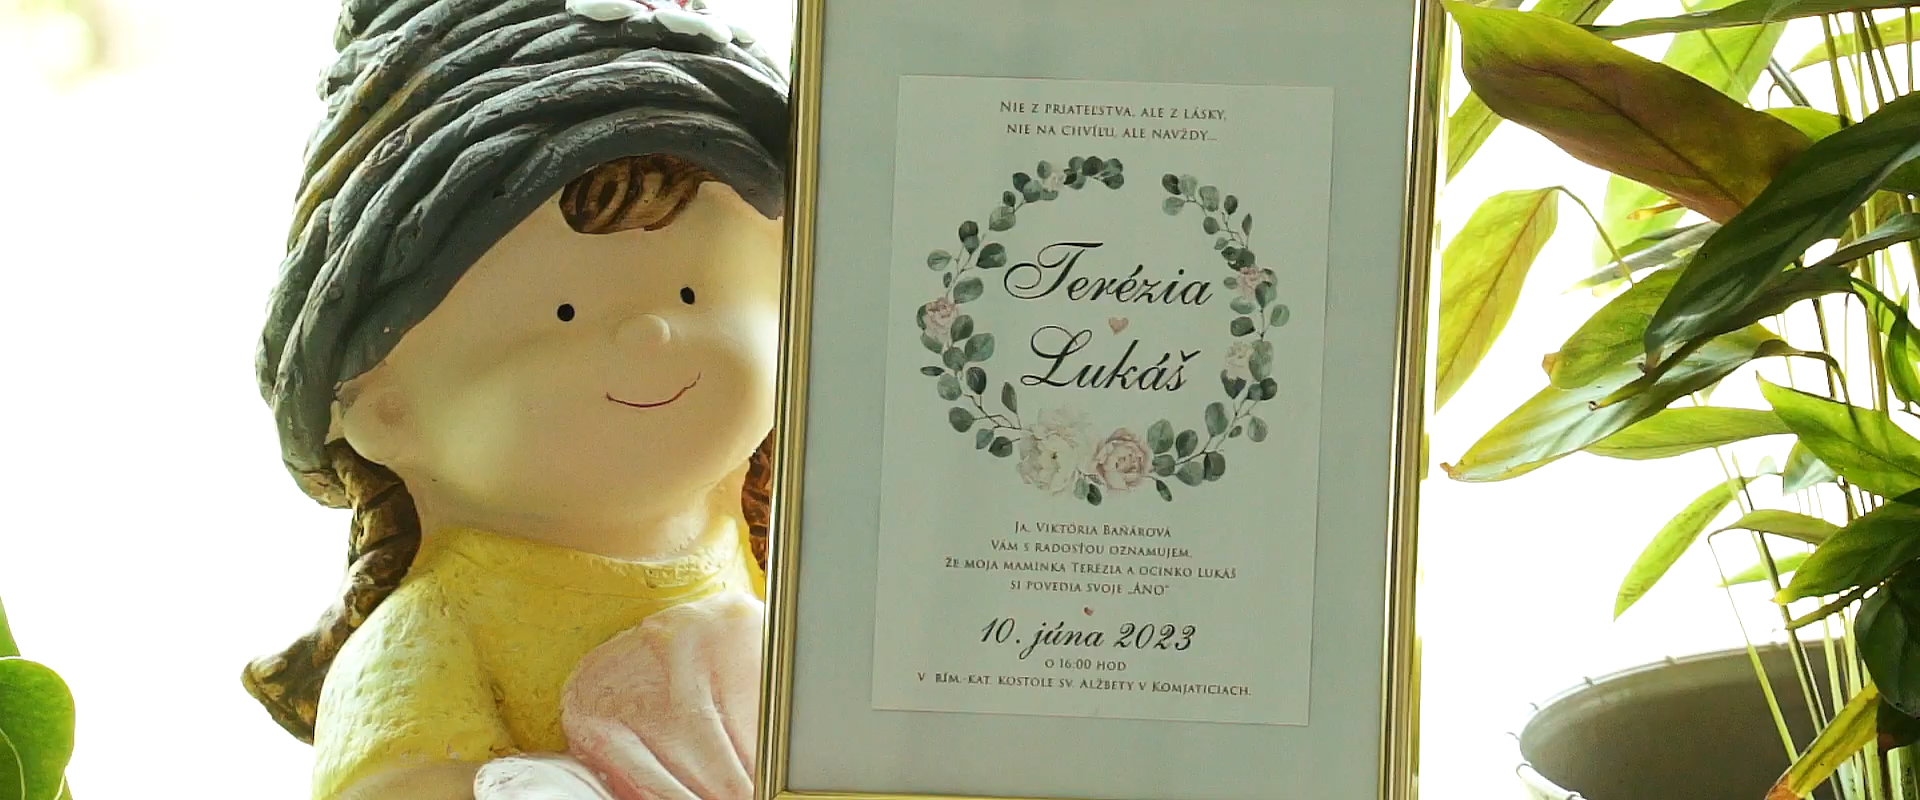 Nie z priateľstva, ale z lásky,
nie na chvíľu, ale navždy...
Terézia
Lukáš
Ja, Viktória Baňárová
Vám s radosťou oznamujem,
že moja maminka Terézia a ocinko Lukáš
si povedia svoje „Áno“
10. júna 2023
o 16:00 hod
v Rím.-kat. kostole sv. Alžbety v Komjaticiach.